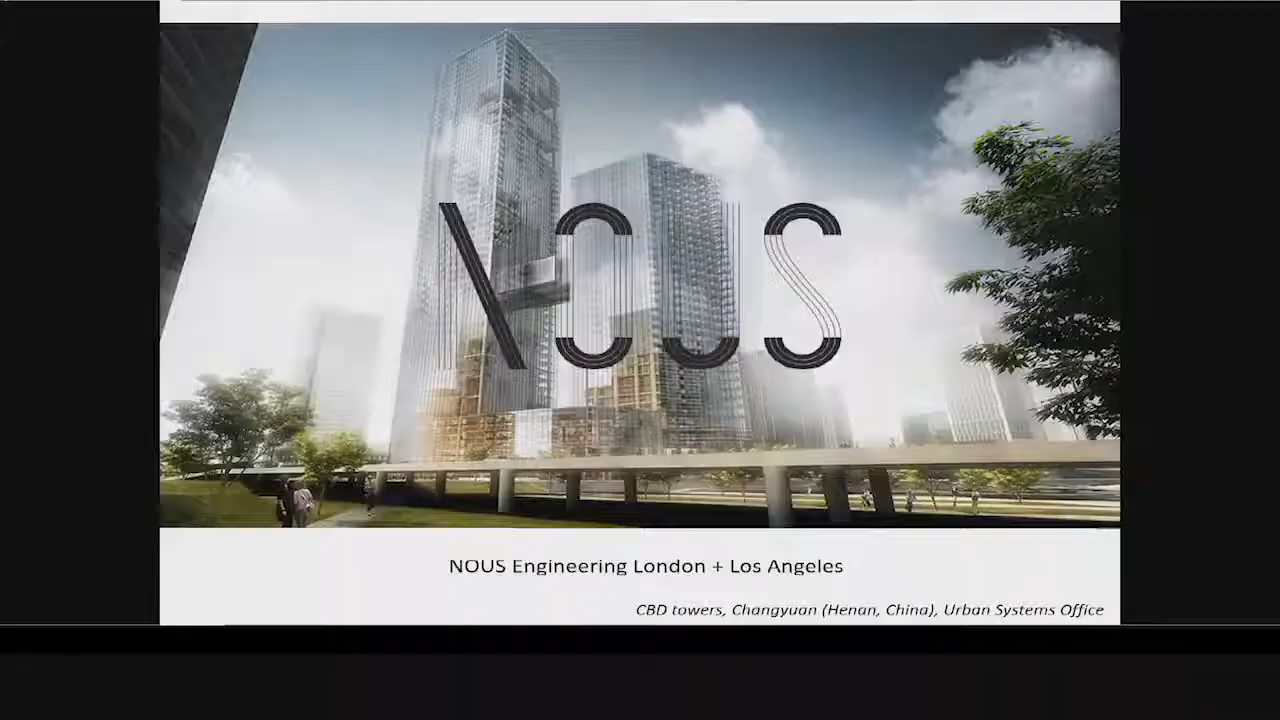 NOUS
NOUS Engineering London + Los Angeles
CBD towers, Changyuan (Henan, China), Urban Systems Office